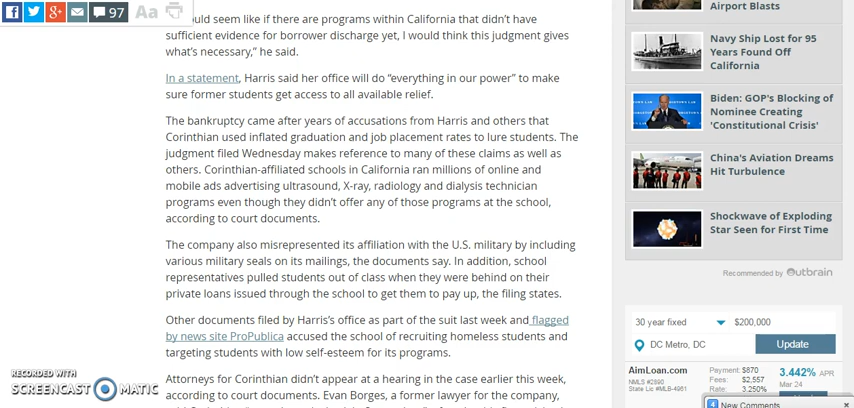 97
Aa
would seem like if there are programs within California that didn't have
sufficient evidence for borrower discharge yet, I would think this judgment gives
what's necessary," he said.
In a statement, Harris said her office will do "everything in our power" to make
sure former students get access to all available relief.
The bankruptcy came after years of accusations from Harris and others that
Corinthian used inflated graduation and job placement rates to lure students. The
judgment filed Wednesday makes reference to many of these claims as well as
others. Corinthian-affiliated schools in California ran millions of online and
mobile ads advertising ultrasound, X-ray, radiology and dialysis technician
programs even though they didn't offer any of those programs at the school,
according to court documents.
The company also misrepresented its affiliation with the U.S. military by including
various military seals on its mailings, the documents say. In addition, school
representatives pulled students out of class when they were behind on their
private loans issued through the school to get them to pay up, the filing states.
Other documents filed by Harris's office as part of the suit last week and flagged
by news site ProPublica accused the school of recruiting homeless students and
targeting students with low self-esteem for its programs.
Attorneys for Corinthian didn't appear at a hearing in the case earlier this week,
according to court documents. Evan Borges, a former lawyer for the company,
Airport Blasts
Navy Ship Lost for 95
Years Found Off
California
Biden: GOP's Blocking of
Nominee Creating
'Constitutional Crisis'
China's Aviation Dreams
Hit Turbulence
Shockwave of Exploding
Star Seen for First Time
Recommended by Outbrain
30 year fixed $200,000
DC Metro, DC Update
AimLoan.com Payment: $870 3.442% APR
NMLS #2890 Fees: $2,557 Mar 24
State Lic #MLB-4961 Rate: 3.250%
4 New Comments x
RECORDED WITH
SCREENCAST O MATIC